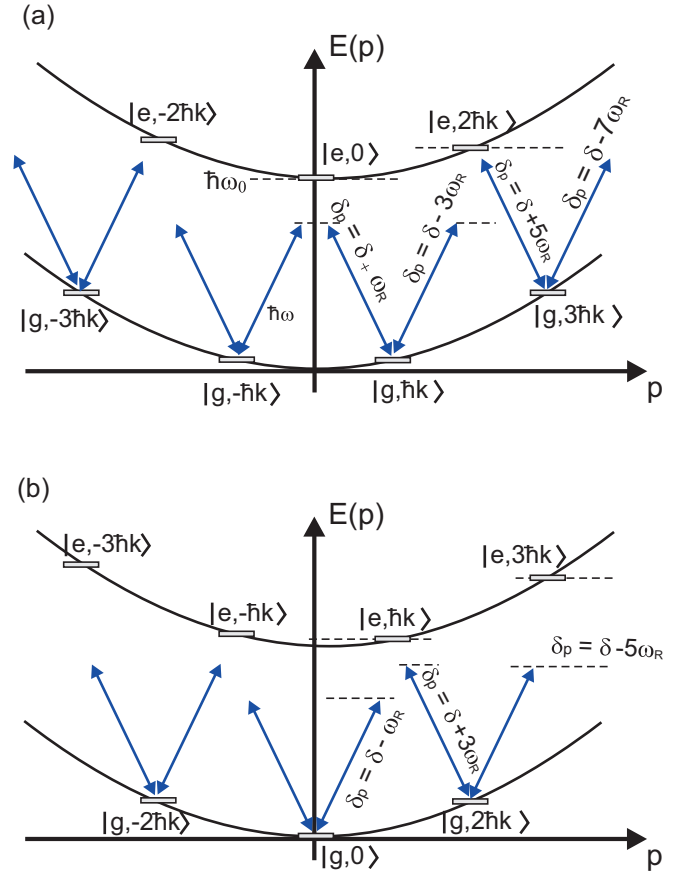 (a)
E(p)
|e,-2ħk⟩
|e,0⟩
|e,2ħk⟩
ħω₀
δₚ = δ + ωR
δₚ = δ - 3ωR
δₚ = δ+5ωR
δₚ = δ-7ωR
ħω
|g,-3ħk⟩
|g,-ħk⟩
|g,ħk⟩
|g,3ħk⟩
p
(b)
E(p)
|e,-3ħk⟩
|e,-ħk⟩
|e,ħk⟩
|e,3ħk⟩
δₚ = δ - ωR
δₚ = δ+3ωR
δₚ = δ-5ωR
|g,-2ħk⟩
|g,0⟩
|g,2ħk⟩
p